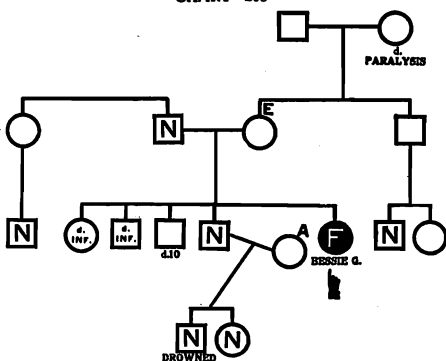 d.
PARALYSIS
E
N
N
d.
INF.
d.
INF.
d.10
N
A
F
BESSIE G.
N
N
N
DROWNED